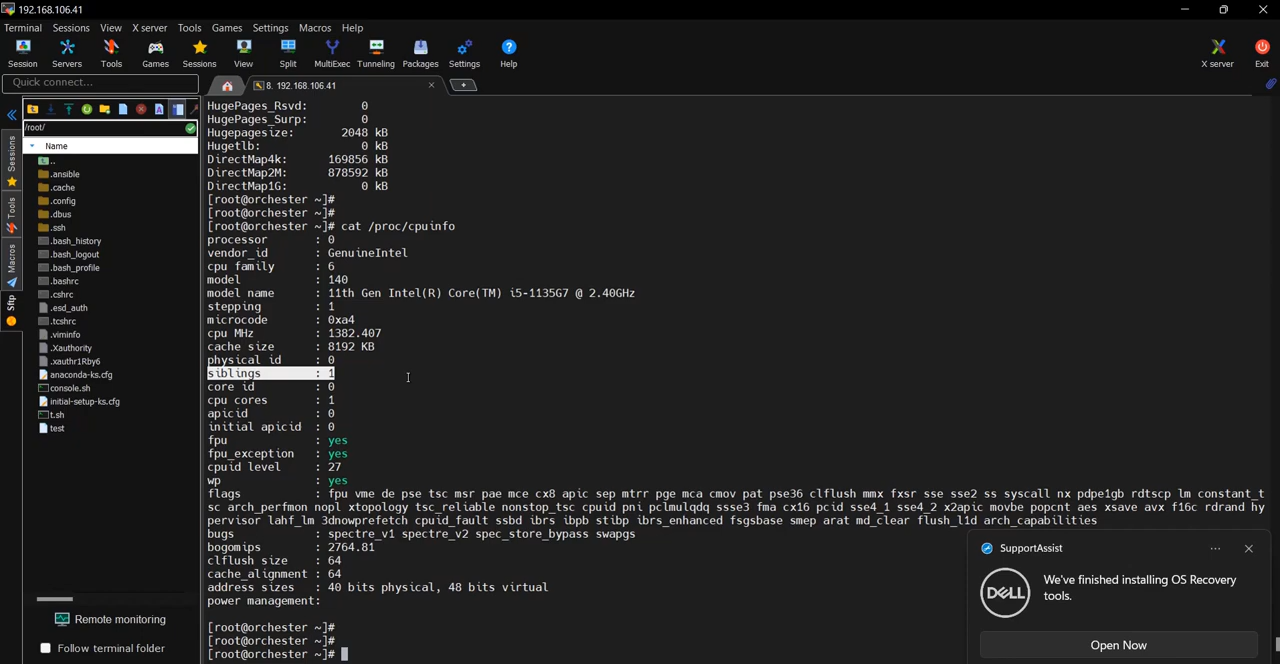 192.168.106.41
Terminal Sessions View X server Tools Games Settings Macros Help
Session Servers Tools Games Sessions View Split MultiExec Tunneling Packages Settings Help X server Exit
Quick connect...
8. 192.168.106.41
/root/
Name
..
.ansible
.cache
.config
.dbus
.ssh
.bash_history
.bash_logout
.bash_profile
.bashrc
.cshrc
.esd_auth
.tcshrc
.viminfo
.Xauthority
.xauthr1Rby6
anaconda-ks.cfg
console.sh
initial-setup-ks.cfg
t.sh
test
Remote monitoring
Follow terminal folder
Sessions
Tools
Macros
Sftp
HugePages_Rsvd: 0
HugePages_Surp: 0
Hugepagesize: 2048 kB
Hugetlb: 0 kB
DirectMap4k: 169856 kB
DirectMap2M: 878592 kB
DirectMap1G: 0 kB
[root@orchester ~]#
[root@orchester ~]#
[root@orchester ~]# cat /proc/cpuinfo
processor : 0
vendor_id : GenuineIntel
cpu family : 6
model : 140
model name : 11th Gen Intel(R) Core(TM) i5-1135G7 @ 2.40GHz
stepping : 1
microcode : 0xa4
cpu MHz : 1382.407
cache size : 8192 KB
physical id : 0
siblings : 1
core id : 0
cpu cores : 1
apicid : 0
initial apicid : 0
fpu : yes
fpu_exception : yes
cpuid level : 27
wp : yes
flags : fpu vme de pse tsc msr pae mce cx8 apic sep mtrr pge mca cmov pat pse36 clflush mmx fxsr sse sse2 ss syscall nx pdpe1gb rdtscp lm constant_t
sc arch_perfmon nopl xtopology tsc_reliable nonstop_tsc cpuid pni pclmulqdq ssse3 fma cx16 pcid sse4_1 sse4_2 x2apic movbe popcnt aes xsave avx f16c rdrand hy
pervisor lahf_lm 3dnowprefetch cpuid_fault ssbd ibrs ibpb stibp ibrs_enhanced fsgsbase smep arat md_clear flush_l1d arch_capabilities
bugs : spectre_v1 spectre_v2 spec_store_bypass swapgs
bogomips : 2764.81
clflush size : 64
cache_alignment : 64
address sizes : 40 bits physical, 48 bits virtual
power management:
[root@orchester ~]#
[root@orchester ~]#
[root@orchester ~]#
SupportAssist
DELL
We've finished installing OS Recovery
tools.
Open Now